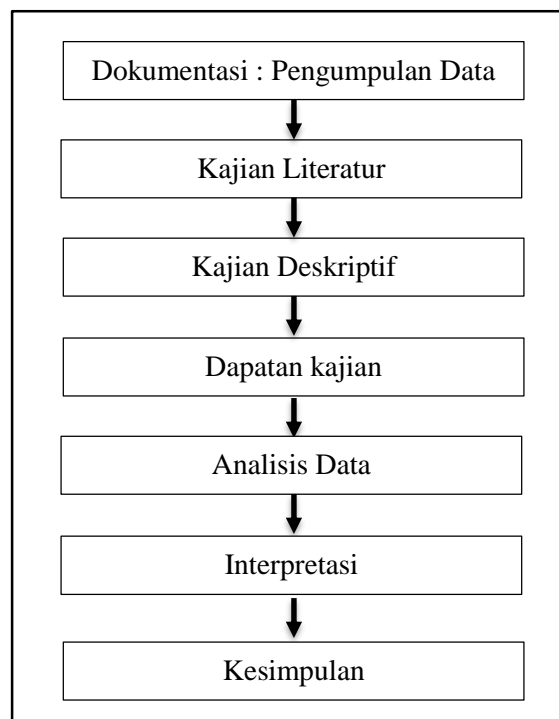 Dokumentasi : Pengumpulan Data
Kajian Literatur
Kajian Deskriptif
Dapatan kajian
Analisis Data
Interpretasi
Kesimpulan